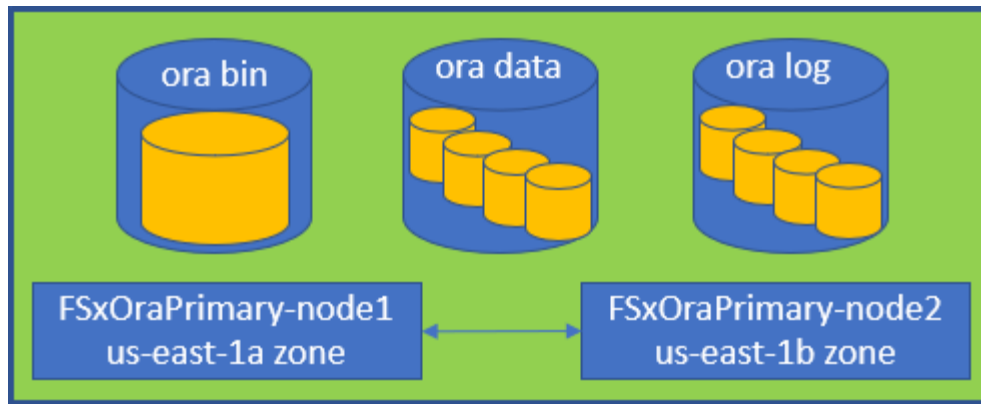 ora bin
ora data
ora log
FSxOraPrimary-node1
us-east-1a zone
FSxOraPrimary-node2
us-east-1b zone